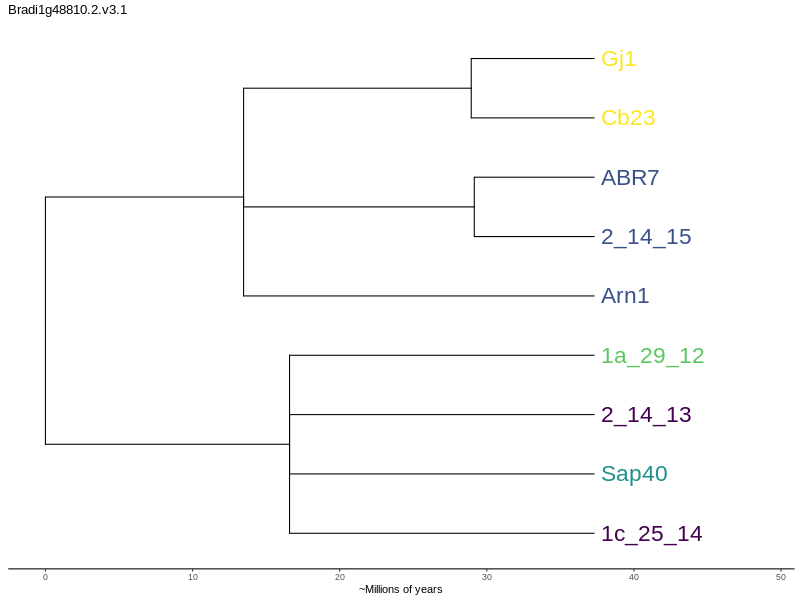 Bradi1g48810.2.v3.1
Gj1
Cb23
ABR7
2_14_15
Arn1
1a_29_12
2_14_13
Sap40
1c_25_14
0 10 20 30 40 50
~Millions of years